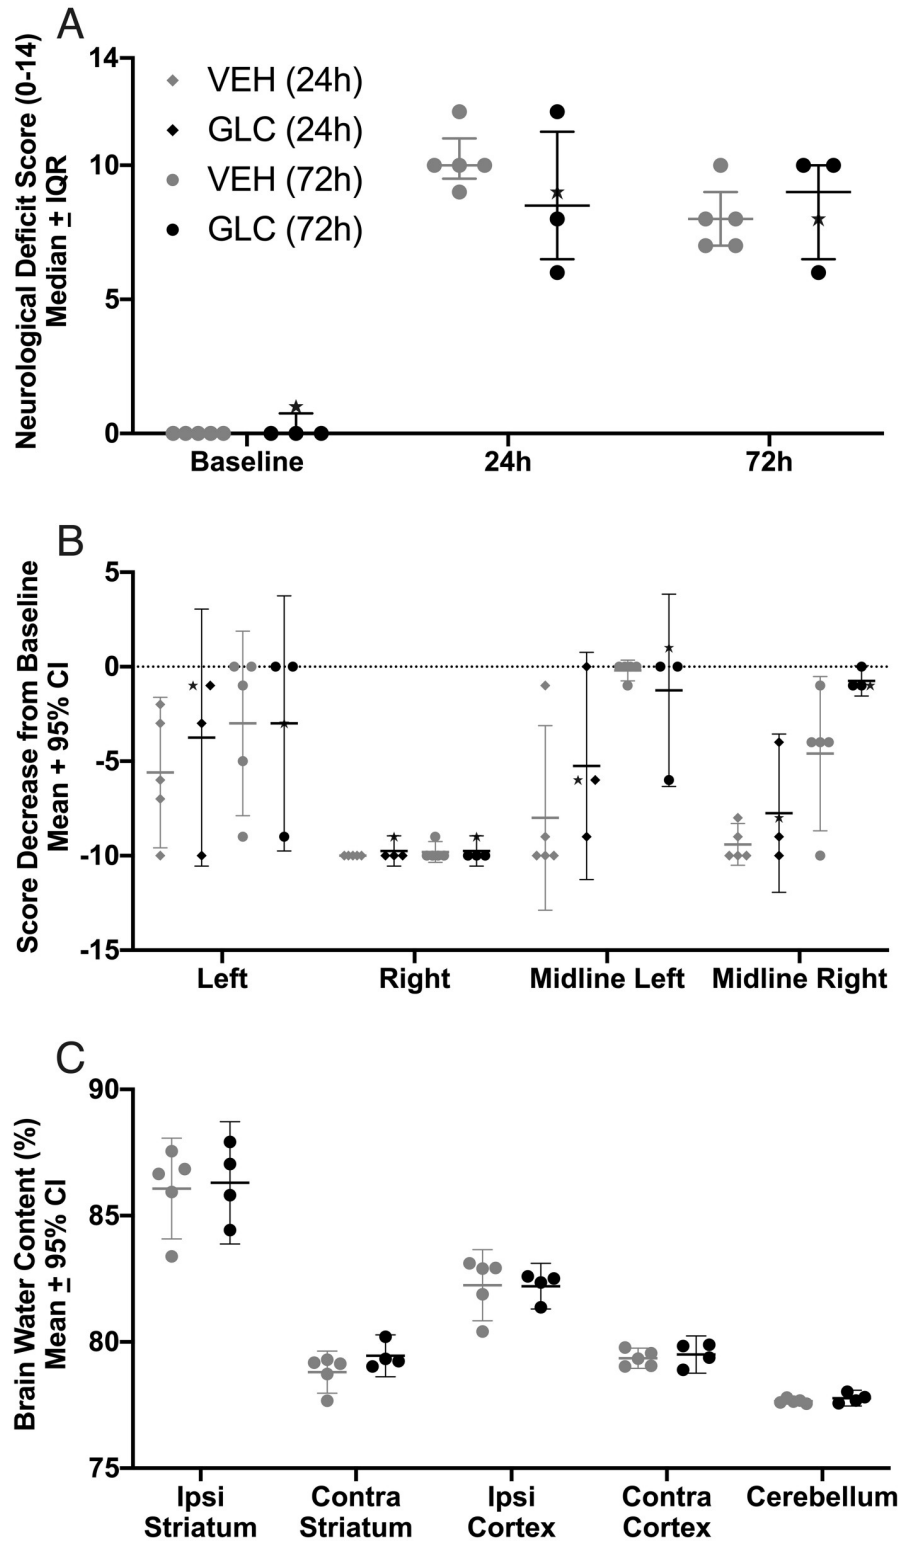 A
Neurological Deficit Score (0-14)
Median ± IQR
14
10
5
0
VEH (24h)
GLC (24h)
VEH (72h)
GLC (72h)
Baseline
24h
72h
B
Score Decrease from Baseline
Mean + 95% CI
5
0
-5
-10
-15
Left
Right
Midline Left
Midline Right
C
Brain Water Content (%)
Mean ± 95% CI
90
85
80
75
Ipsi
Striatum
Contra
Striatum
Ipsi
Cortex
Contra
Cortex
Cerebellum